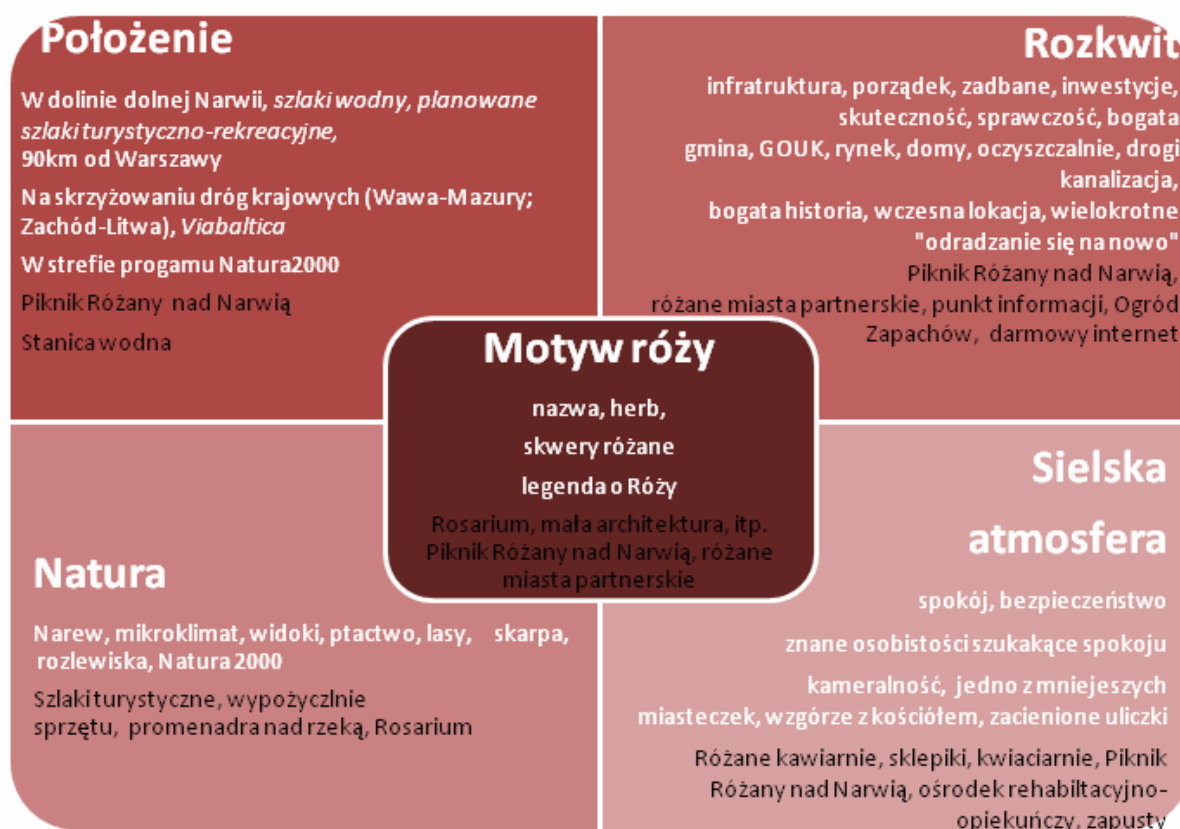 Położenie
W dolinie dolnej Narwii, szlaki wodny, planowane
szlaki turystyczno-rekreacyjne,
90km od Warszawy
Na skrzyżowaniu dróg krajowych (Wawa-Mazury;
Zachód-Litwa), Viabaltica
W strefie progamu Natura2000
Piknik Różany nad Narwią
Stanica wodna
Rozkwit
infratruktura, porządek, zadbane, inwestycje,
skuteczność, sprawczość, bogata
gmina, GOUK, rynek, domy, oczyszczalnie, drogi
kanalizacja,
bogata historia, wczesna lokacja, wielokrotne
"odradzanie się na nowo"
Piknik Różany nad Narwią,
różane miasta partnerskie, punkt informacji, Ogród
Zapachów, darmowy internet
Motyw róży
nazwa, herb,
skwery różane
legenda o Róży
Rosarium, mała architektura, itp.
Piknik Różany nad Narwią, różane
miasta partnerskie
Natura
Narew, mikroklimat, widoki, ptactwo, lasy, skarpa,
rozlewiska, Natura 2000
Szlaki turystyczne, wypożyczlnie
sprzętu, promenadra nad rzeką, Rosarium
Sielska
atmosfera
spokój, bezpieczeństwo
znane osobistości szukakące spokoju
kameralność, jedno z mniejeszych
miasteczek, wzgórze z kościółem, zacienione uliczki
Różane kawiarnie, sklepiki, kwiaciarnie, Piknik
Różany nad Narwią, ośrodek rehabiltacyjno-
opiekuńczy, zapusty